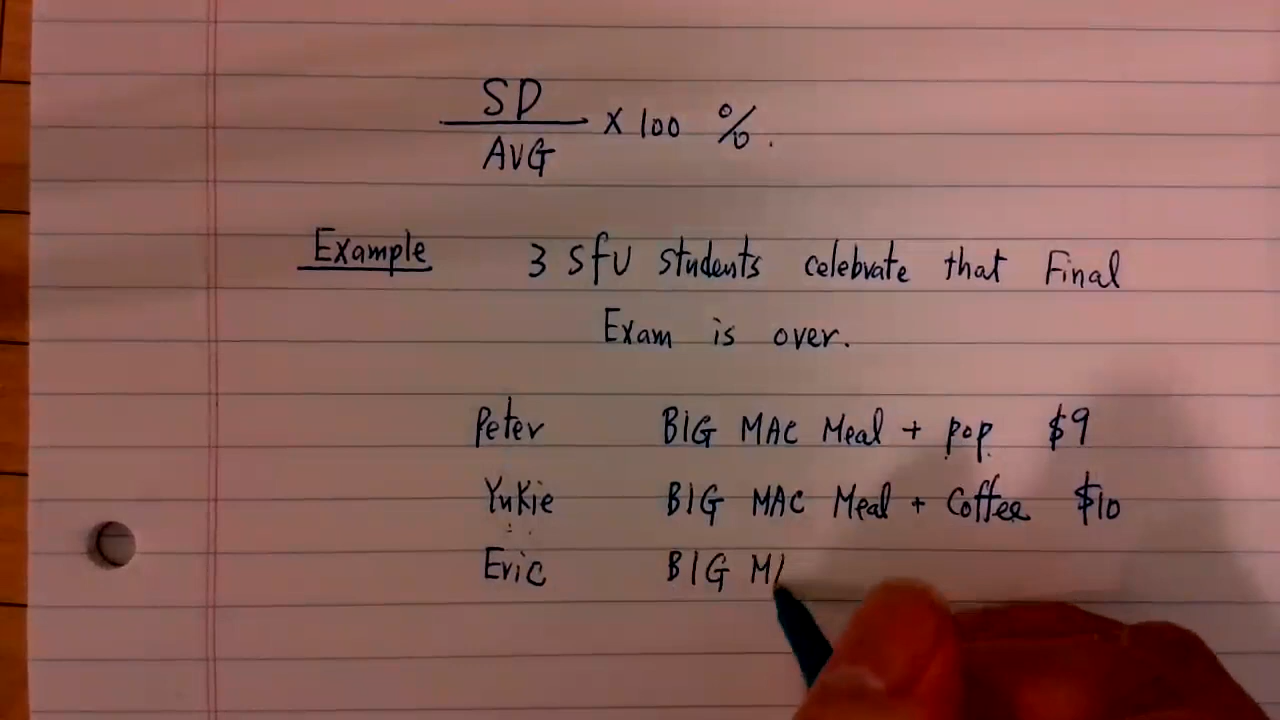 SD
AVG × 100 %.
Example 3 SFU students celebrate that Final
Exam is over.
Peter BIG MAC Meal + pop $9
Yukie BIG MAC Meal + Coffee $10
Eric BIG M